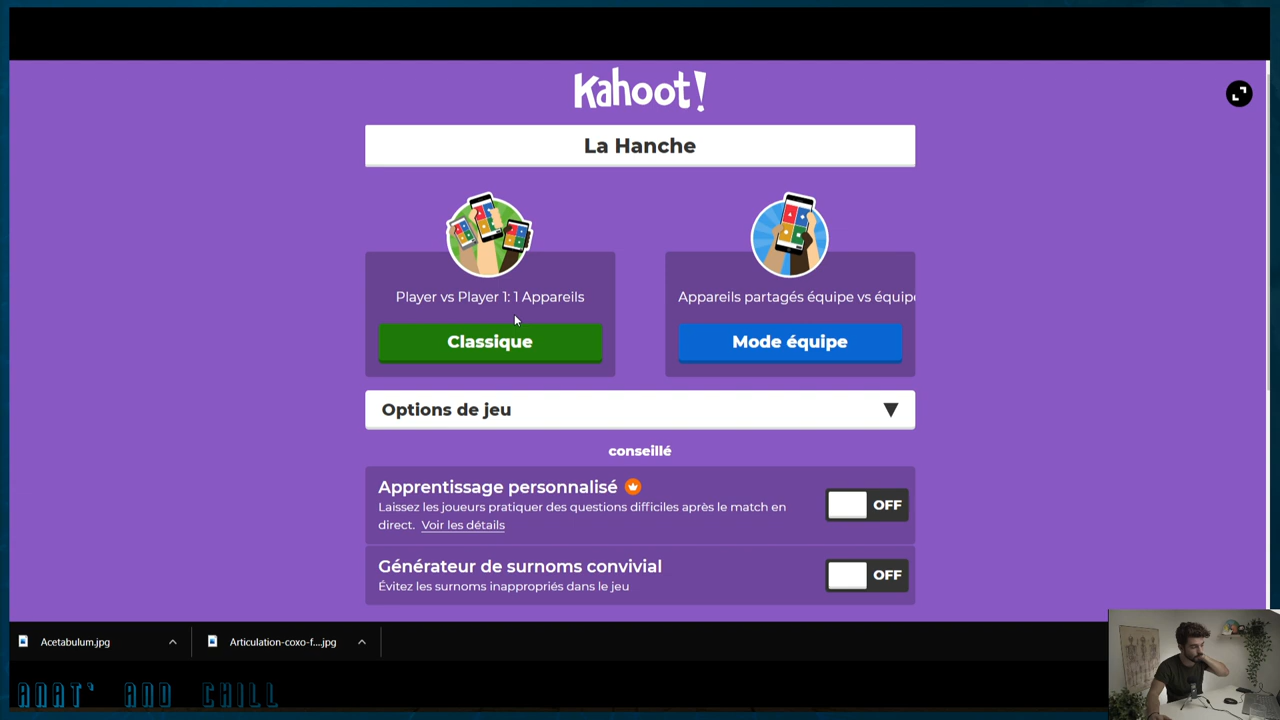 Kahoot!
La Hanche
Player vs Player 1: 1 Appareils
Appareils partagés équipe vs équipe
Classique
Mode équipe
Options de jeu
conseillé
Apprentissage personnalisé
Laissez les joueurs pratiquer des questions difficiles après le match en
direct. Voir les détails
OFF
Générateur de surnoms convivial
Évitez les surnoms inappropriés dans le jeu
OFF
Acetabulum.jpg
Articulation-coxo-f....jpg
ANAT' AND CHILL